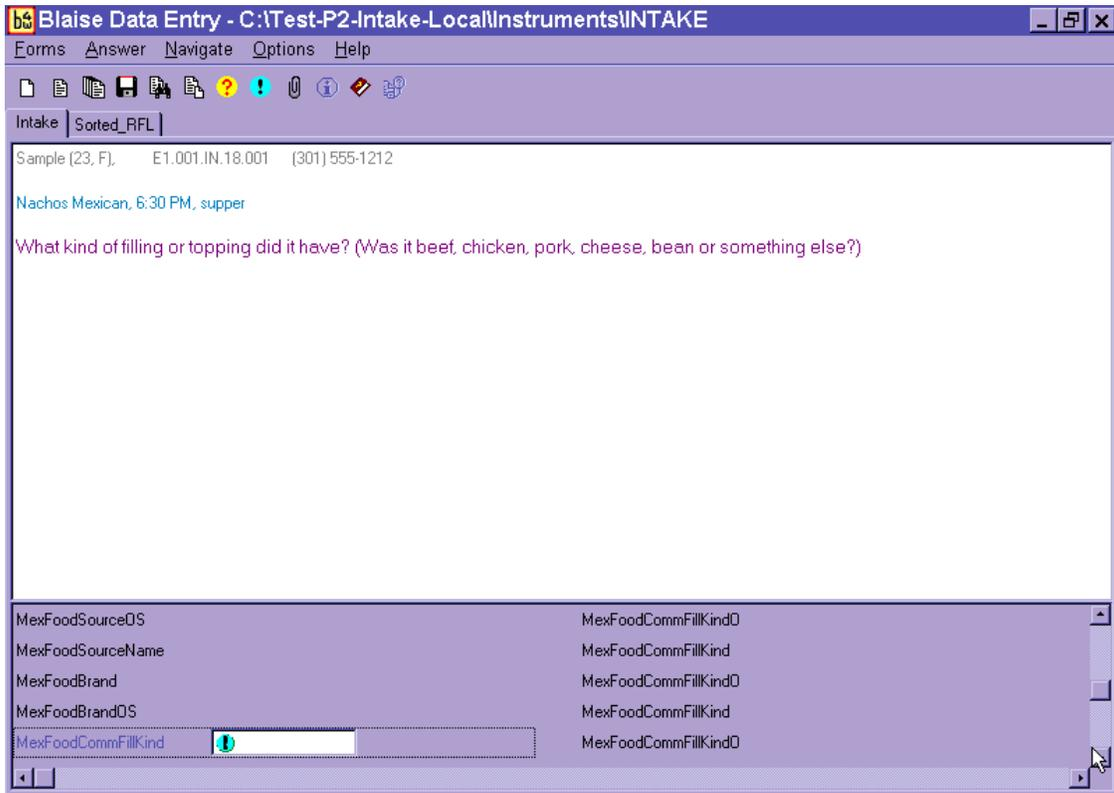 Blaise Data Entry - C:\Test-P2-Intake-Local\Instruments\INTAKE
Forms Answer Navigate Options Help
Intake Sorted_RFL
Sample (23, F), E1.001.IN.18.001 (301) 555-1212
Nachos Mexican, 6:30 PM, supper
What kind of filling or topping did it have? (Was it beef, chicken, pork, cheese, bean or something else?)
MexFoodSourceOS MexFoodCommFillKindO
MexFoodSourceName MexFoodCommFillKind
MexFoodBrand MexFoodCommFillKindO
MexFoodBrandOS MexFoodCommFillKind
MexFoodCommFillKind MexFoodCommFillKindO